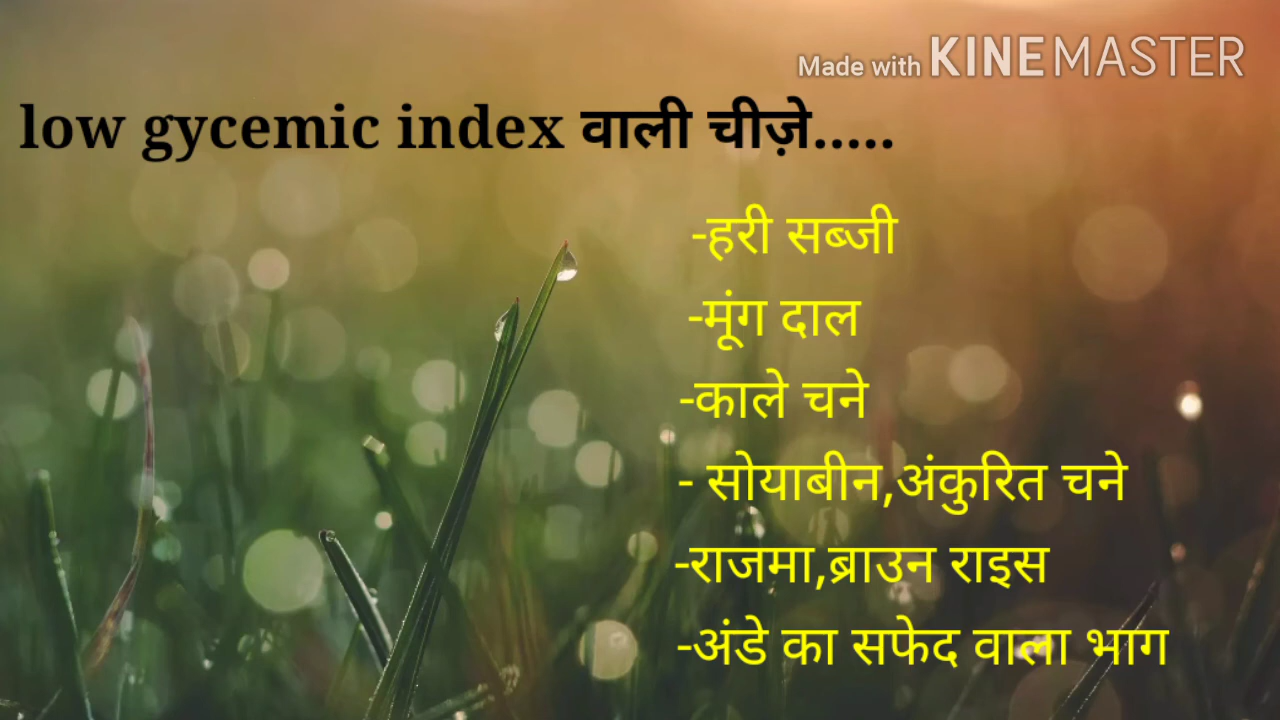 Made with KINEMASTER
low gycemic index वाली चीज़े.....
-हरी सब्जी
-मूंग दाल
-काले चने
- सोयाबीन,अंकुरित चने
-राजमा,ब्राउन राइस
-अंडे का सफेद वाला भाग